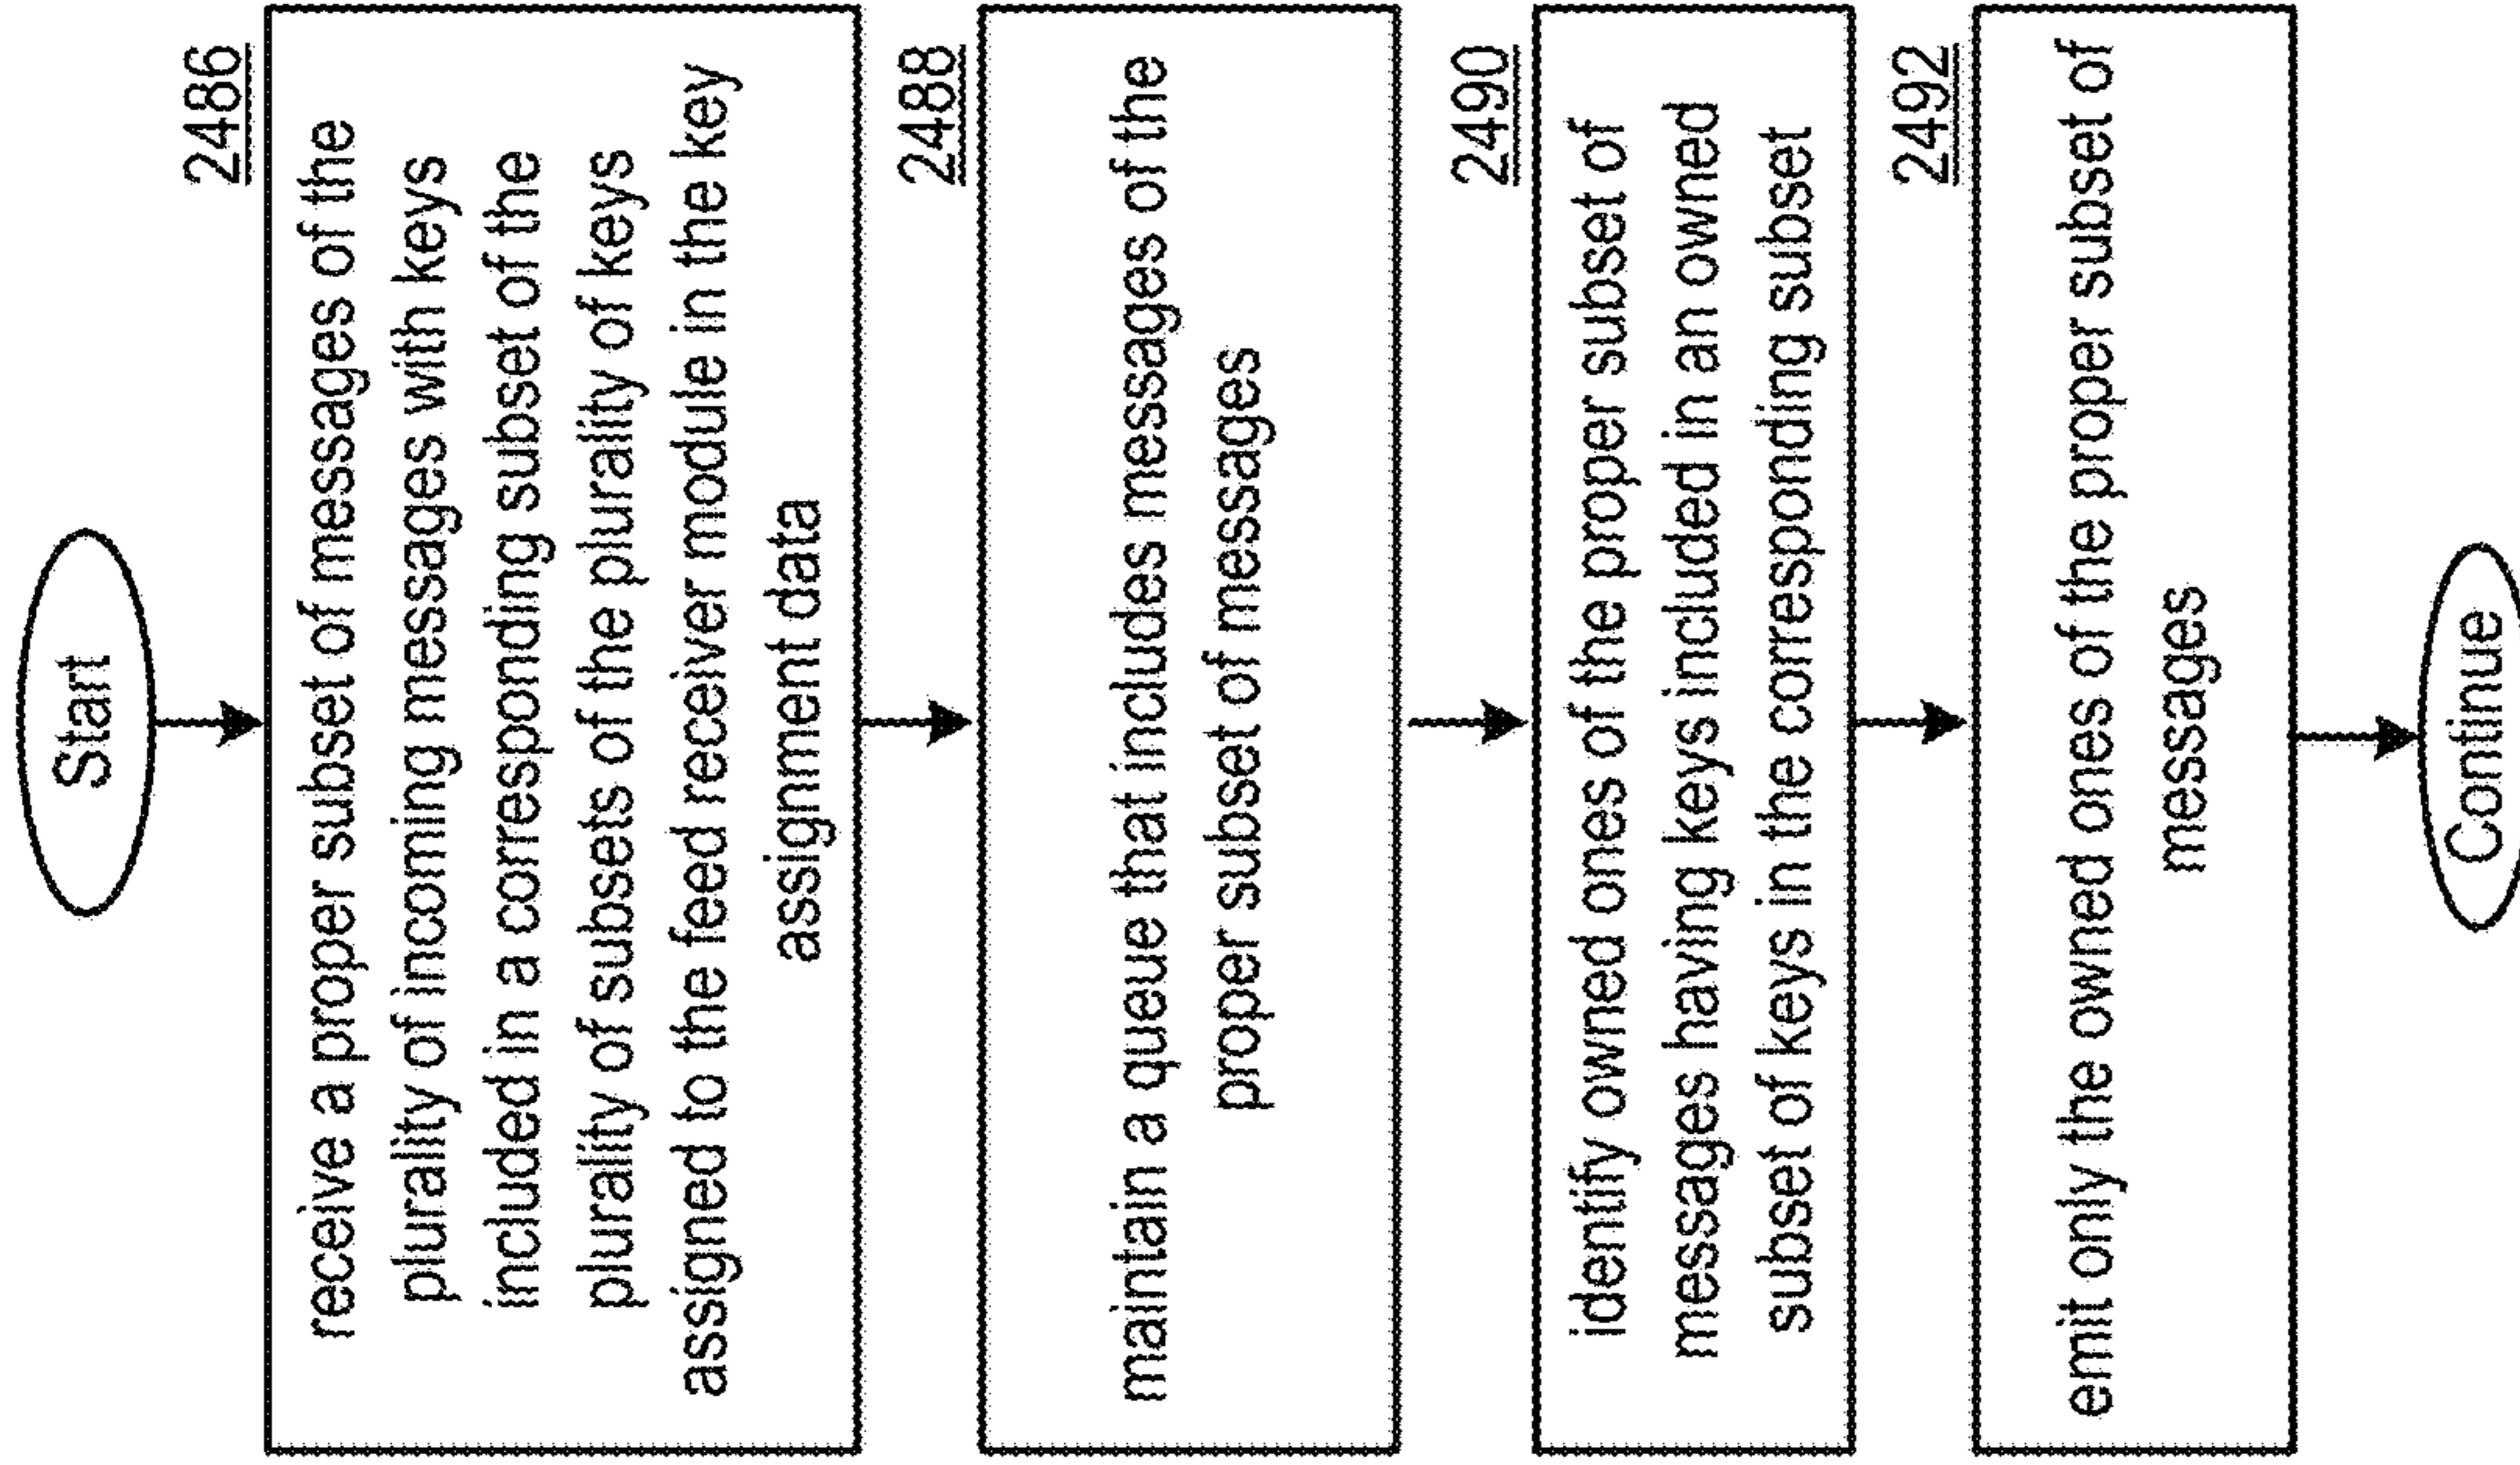 Start
2486
receive a proper subset of messages of the
plurality of incoming messages with keys
included in a corresponding subset of the
plurality of subsets of the plurality of keys
assigned to the feed receiver module in the key
assignment data
2488
maintain a queue that includes messages of the
proper subset of messages
2490
identify owned ones of the proper subset of
messages having keys included in an owned
subset of keys in the corresponding subset
2492
emit only the owned ones of the proper subset of
messages
Continue